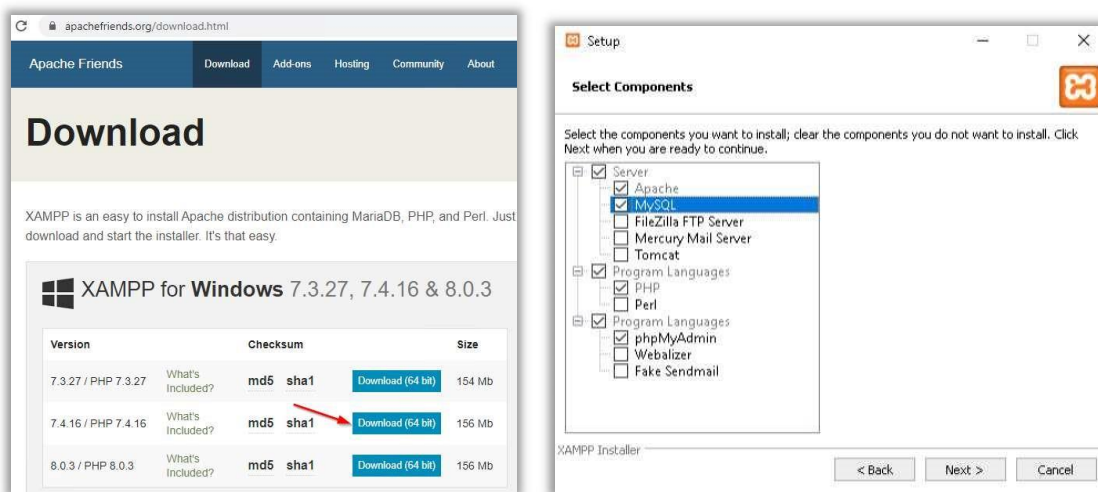 apachefriends.org/download.html
Apache Friends Download Add-ons Hosting Community About
Download
XAMPP is an easy to install Apache distribution containing MariaDB, PHP, and Perl. Just
download and start the installer. It's that easy.
XAMPP for Windows 7.3.27, 7.4.16 & 8.0.3
Version Checksum Size
7.3.27 / PHP 7.3.27 What's Included? md5 sha1 Download (64 bit) 154 Mb
7.4.16 / PHP 7.4.16 What's Included? md5 sha1 Download (64 bit) 156 Mb
8.0.3 / PHP 8.0.3 What's Included? md5 sha1 Download (64 bit) 156 Mb
Setup
Select Components
Select the components you want to install; clear the components you do not want to install. Click
Next when you are ready to continue.
Server
Apache
MySQL
FileZilla FTP Server
Mercury Mail Server
Tomcat
Program Languages
PHP
Perl
Program Languages
phpMyAdmin
Webalizer
Fake Sendmail
XAMPP Installer
< Back Next > Cancel